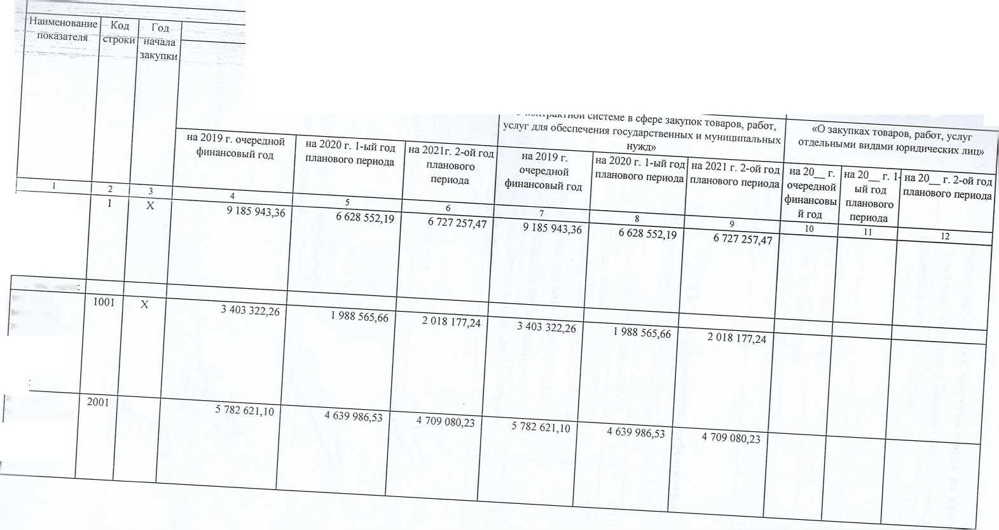 Наименование показателя
Код строки
Год начала закупки
контрактной системе в сфере закупок товаров, работ,
услуг для обеспечения государственных и муниципальных
нужд»
«О закупках товаров, работ, услуг
отдельными видами юридических лиц»
на 2019 г. очередной
финансовый год
на 2020 г. 1-ый год
планового периода
на 2021г. 2-ой год
планового
периода
на 2019 г.
очередной
финансовый год
на 2020 г. 1-ый год
планового периода
на 2021 г. 2-ой год
планового периода
на 20__ г.
очередной
финансовы
й год
на 20__ г. 1-
ый год
планового
периода
на 20__ г. 2-ой год
планового периода
1 2 3 4 5 6 7 8 9 10 11 12
1 X 9 185 943,36 6 628 552,19 6 727 257,47 9 185 943,36 6 628 552,19 6 727 257,47
1001 X 3 403 322,26 1 988 565,66 2 018 177,24 3 403 322,26 1 988 565,66 2 018 177,24
2001 5 782 621,10 4 639 986,53 4 709 080,23 5 782 621,10 4 639 986,53 4 709 080,23